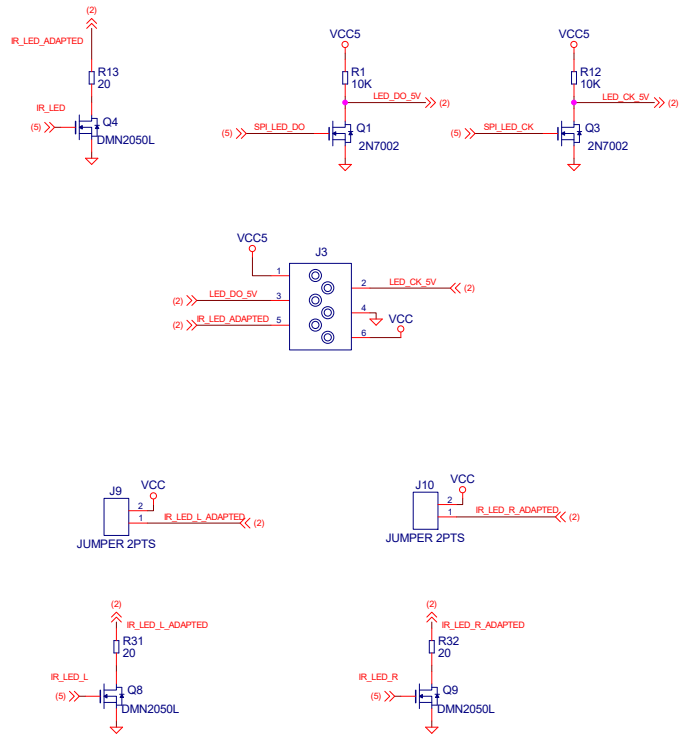 (2)
IR_LED_ADAPTED
R13
20
IR_LED
(5)
Q4
DMN2050L
VCC5
R1
10K
LED_DO_5V
(2)
SPI_LED_DO
(5)
Q1
2N7002
VCC5
R12
10K
LED_CK_5V
(2)
SPI_LED_CK
(5)
Q3
2N7002
VCC5
J3
1
2
LED_CK_5V
(2)
(2)
LED_DO_5V
3
4
(2)
IR_LED_ADAPTED
5
VCC
6
J9
VCC
2
1
IR_LED_L_ADAPTED
(2)
JUMPER 2PTS
J10
VCC
2
1
IR_LED_R_ADAPTED
(2)
JUMPER 2PTS
(2)
IR_LED_L_ADAPTED
R31
20
IR_LED_L
(5)
Q8
DMN2050L
(2)
IR_LED_R_ADAPTED
R32
20
IR_LED_R
(5)
Q9
DMN2050L